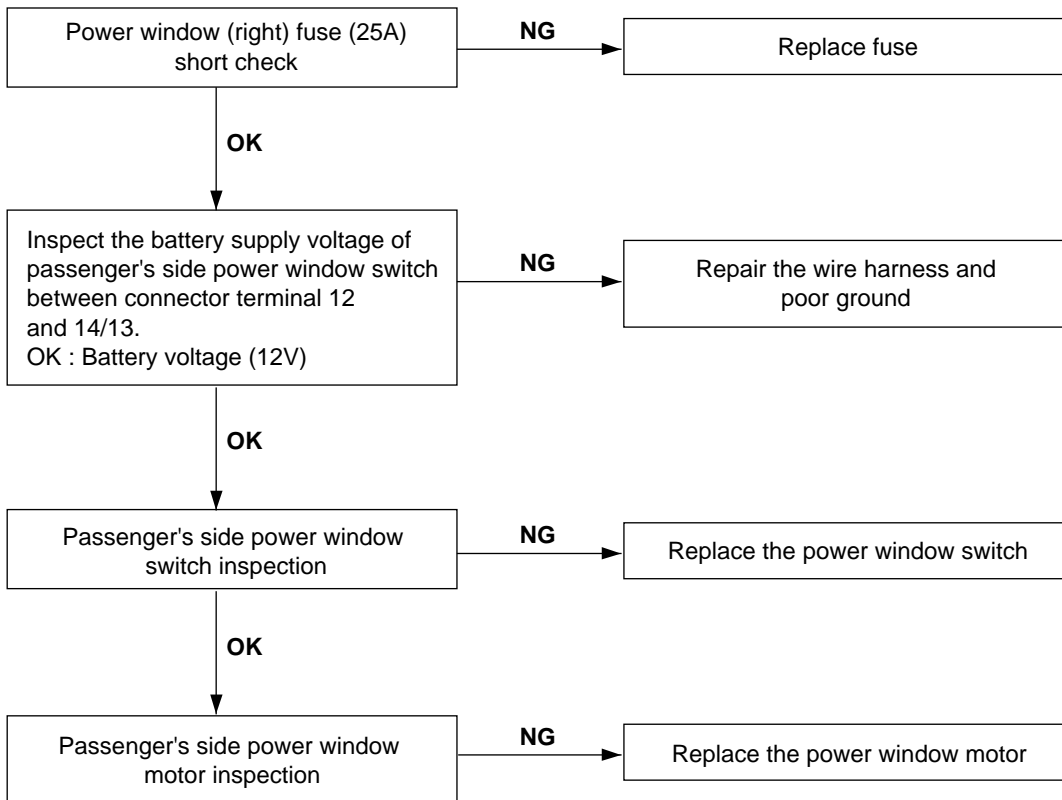 Power window (right) fuse (25A)
short check
NG
Replace fuse
OK
Inspect the battery supply voltage of
passenger's side power window switch
between connector terminal 12
and 14/13.
OK : Battery voltage (12V)
NG
Repair the wire harness and
poor ground
OK
Passenger's side power window
switch inspection
NG
Replace the power window switch
OK
Passenger's side power window
motor inspection
NG
Replace the power window motor